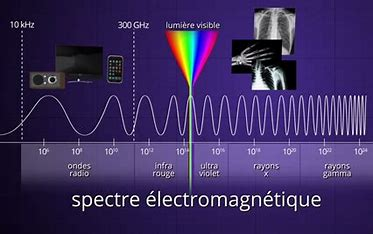 10 kHz
300 GHz
lumière visible
10⁶ 10⁸ 10¹⁰ 10¹² 10¹⁴ 10¹⁶ 10¹⁸ 10²⁰ 10²² 10²⁴
ondes
radio
infra
rouge
ultra
violet
rayons
x
rayons
gamma
spectre électromagnétique